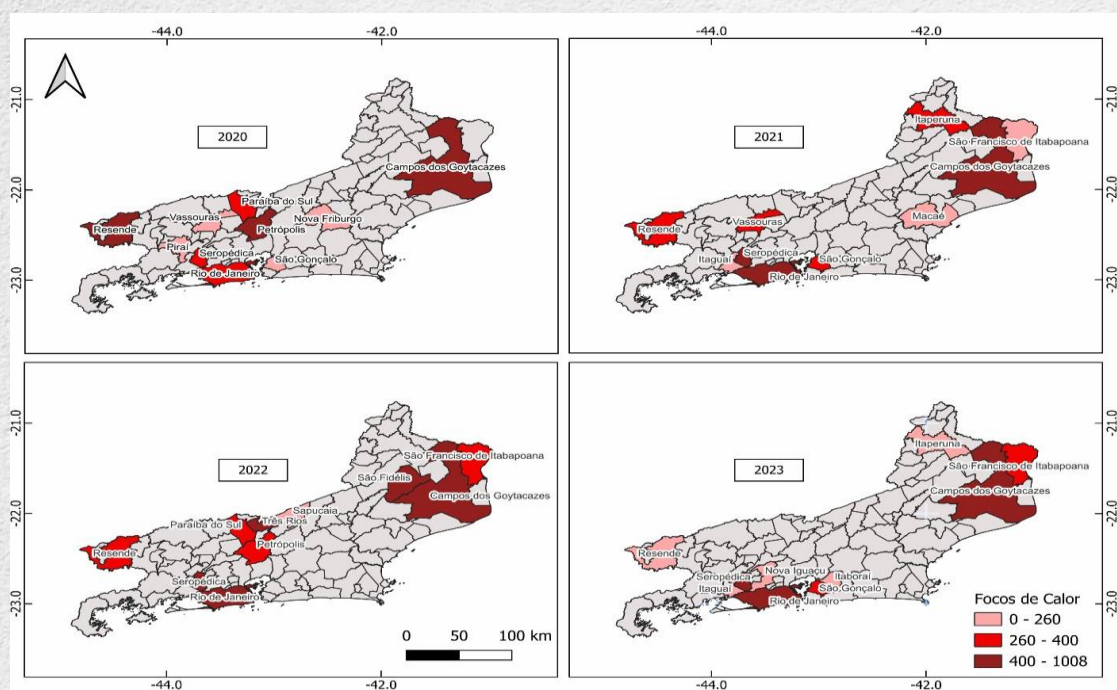 -44.0
-42.0
-44.0
-42.0
-21.0
-22.0
-23.0
2020
Campos dos Goytacazes
Paraíba do Sul
Vassouras
Nova Friburgo
Resende
Petrópolis
Piraí
Seropédica
São Gonçalo
Rio de Janeiro
2021
Itaperuna
São Francisco de Itabapoana
Campos dos Goytacazes
Macaé
Vassouras
Resende
Seropédica
Itaguaí
São Gonçalo
Rio de Janeiro
-21.0
-22.0
-23.0
-21.0
-22.0
-23.0
2022
São Francisco de Itabapoana
São Fidélis
Campos dos Goytacazes
Sapucaia
Paraíba do Sul
Três Rios
Petrópolis
Resende
Seropédica
Rio de Janeiro
0 50 100 km
2023
Itaperuna
São Francisco de Itabapoana
Campos dos Goytacazes
Resende
Nova Iguaçu
Seropédica
Itaboraí
Itaguaí
São Gonçalo
Rio de Janeiro
-21.0
-22.0
-23.0
Focos de Calor
0 - 260
260 - 400
400 - 1008
-44.0
-42.0
-44.0
-42.0